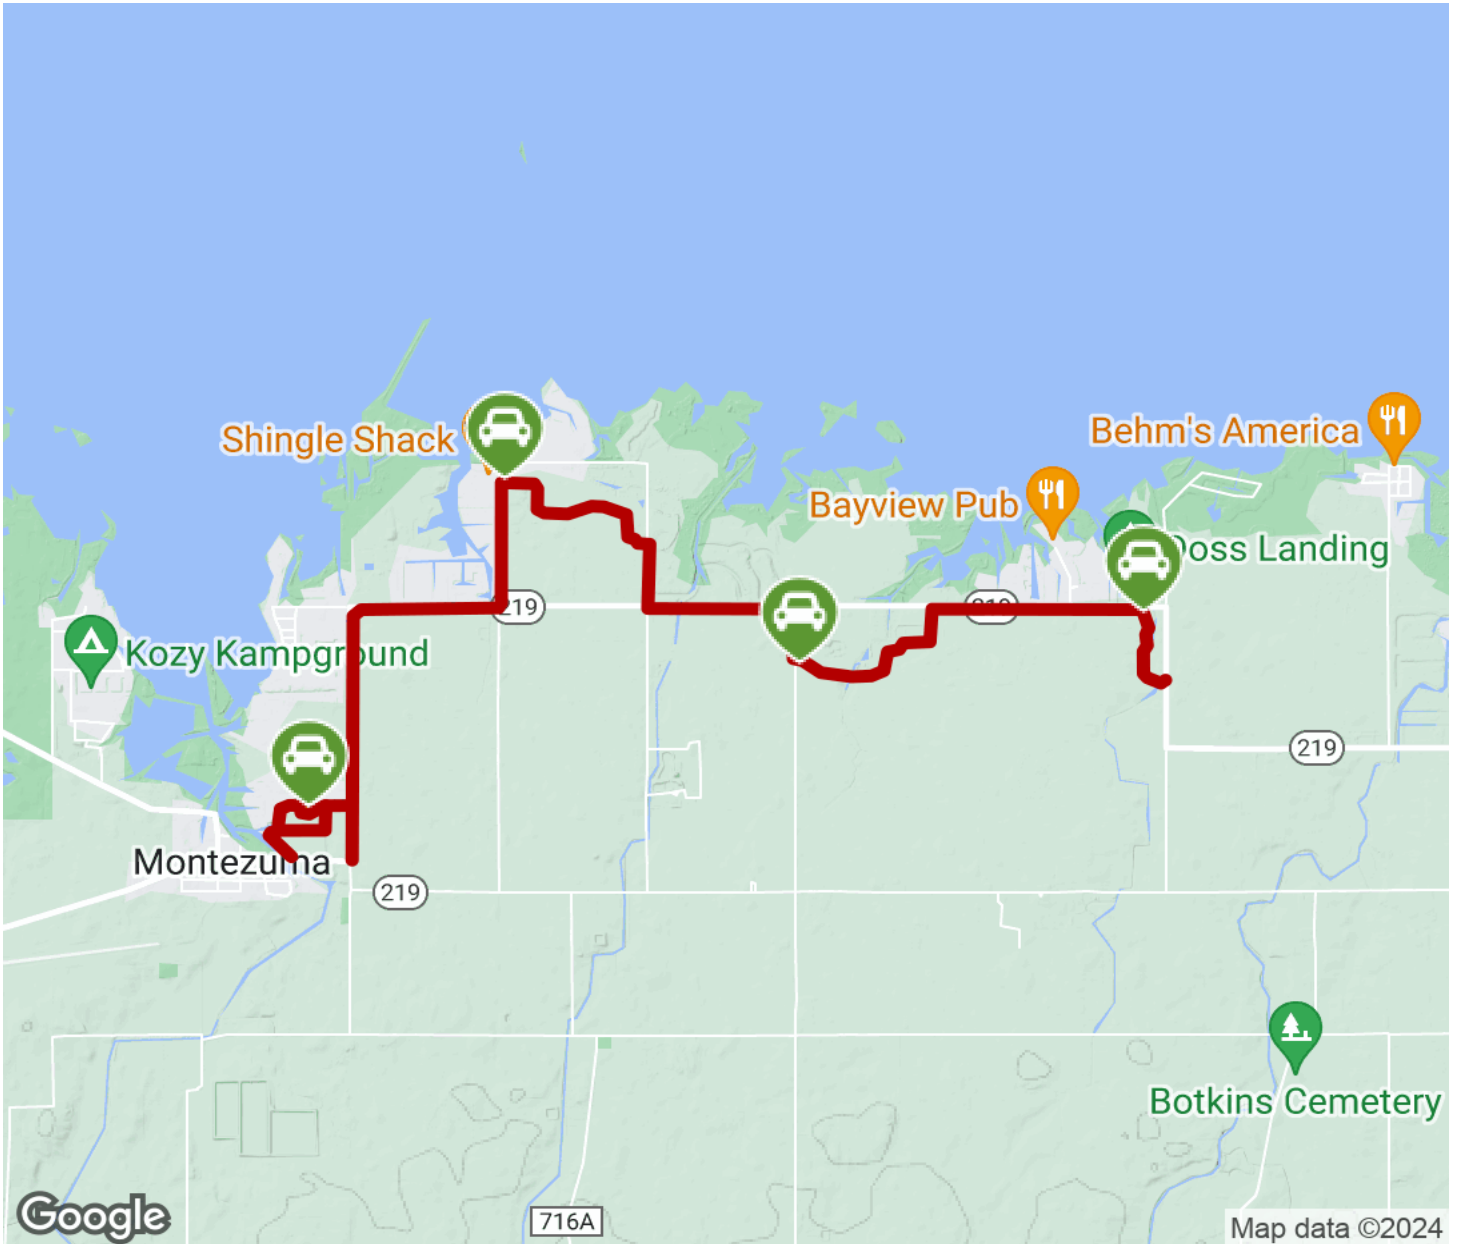 Shingle Shack
Behm's America
Bayview Pub
Doss Landing
219
219
Kozy Kampground
219
Montezuma
219
Botkins Cemetery
716A
Google
Map data ©2024